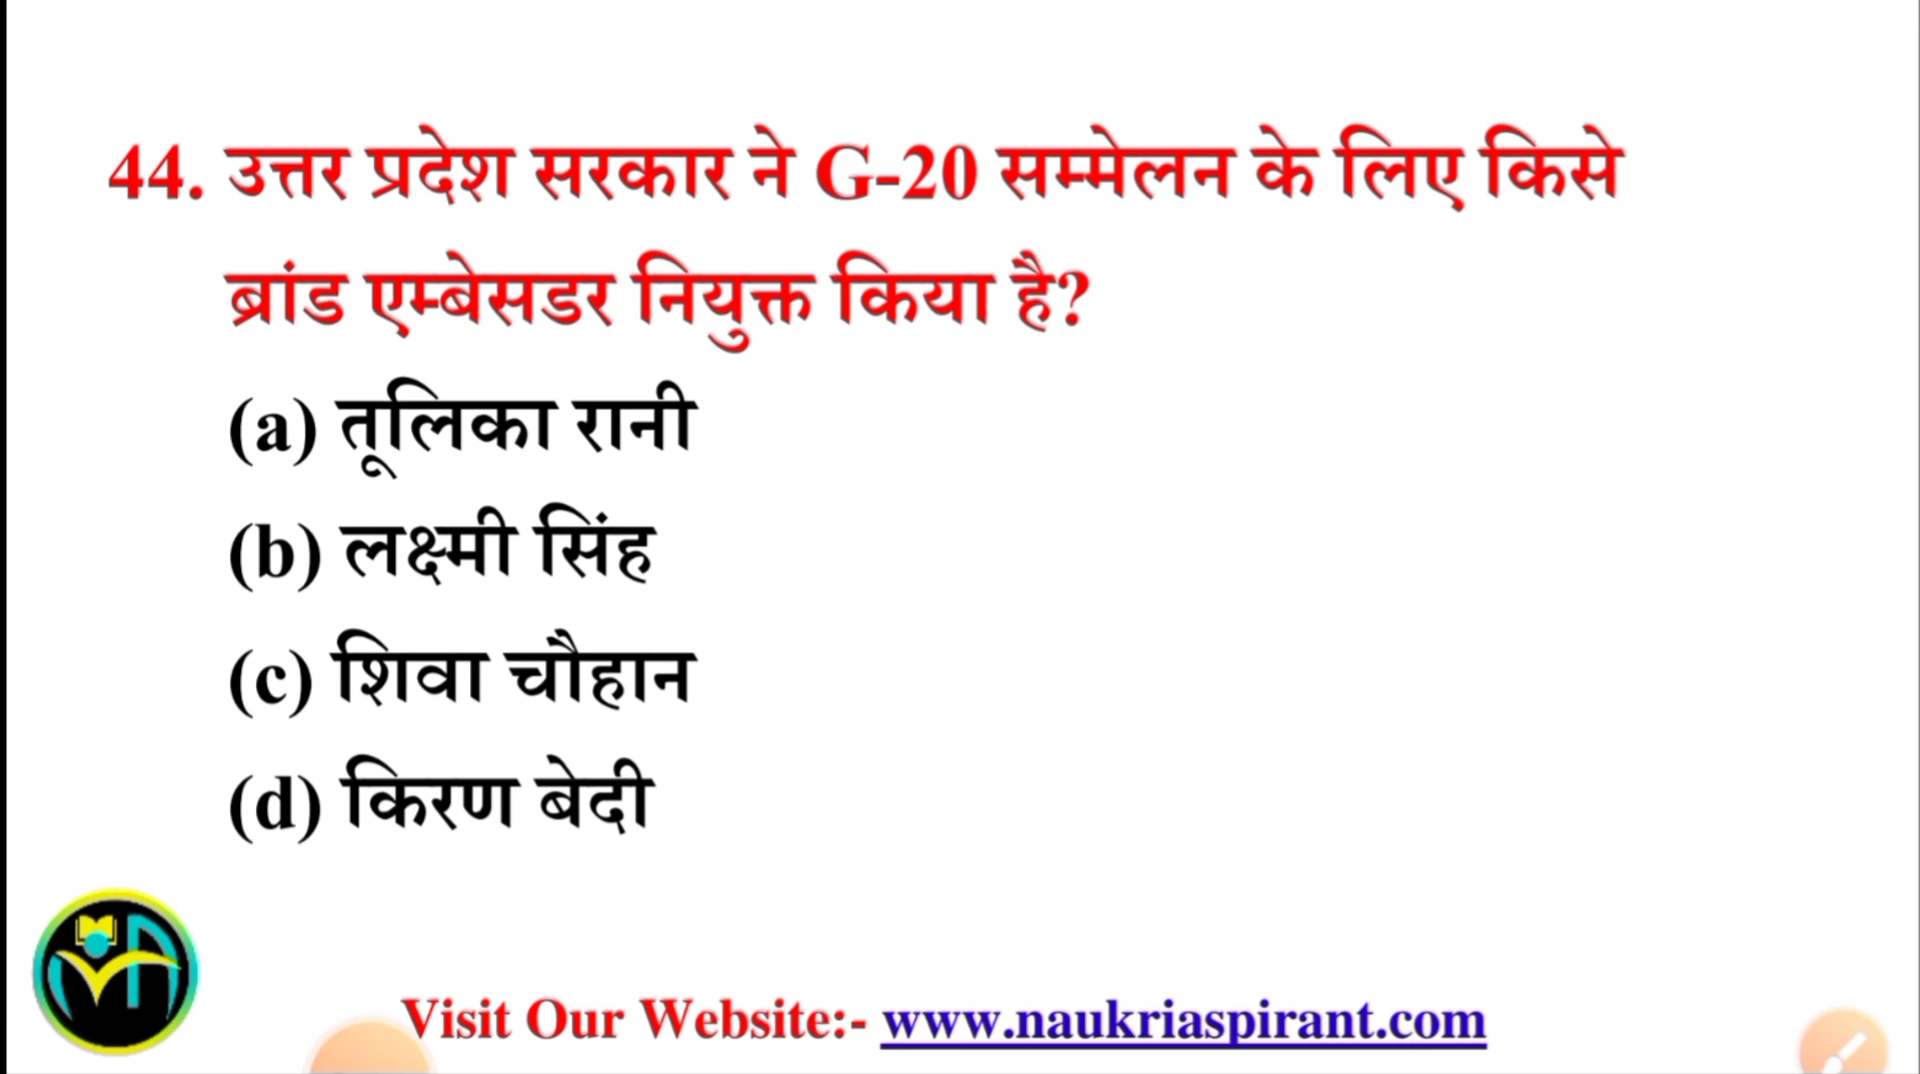 44. उत्तर प्रदेश सरकार ने G-20 सम्मेलन के लिए किसे
ब्रांड एम्बेसडर नियुक्त किया है?
(a) तूलिका रानी
(b) लक्ष्मी सिंह
(c) शिवा चौहान
(d) किरण बेदी
Visit Our Website:- www.naukriaspirant.com